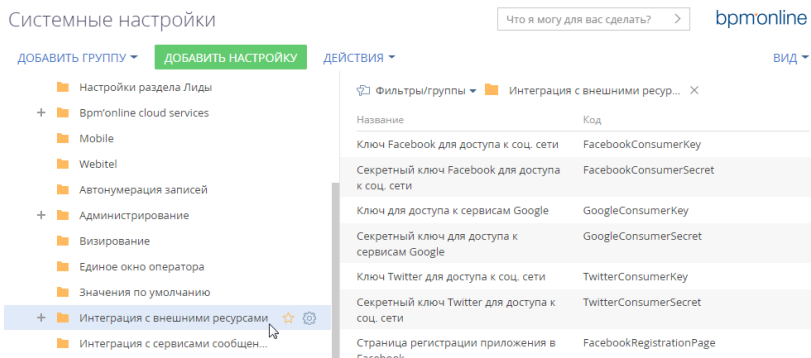 Системные настройки
Что я могу для вас сделать?
bpm'online
ДОБАВИТЬ ГРУППУ
ДОБАВИТЬ НАСТРОЙКУ
ДЕЙСТВИЯ
ВИД
Настройки раздела Лиды
Bpm'online cloud services
Mobile
Webitel
Автонумерация записей
Администрирование
Визирование
Единое окно оператора
Значения по умолчанию
Интеграция с внешними ресурсами
Интеграция с сервисами сообщен...
Фильтры/группы
Интеграция с внешними ресур...
Название
Код
Ключ Facebook для доступа к соц. сети
FacebookConsumerKey
Секретный ключ Facebook для доступа
к соц. сети
FacebookConsumerSecret
Ключ для доступа к сервисам Google
GoogleConsumerKey
Секретный ключ для доступа к
сервисам Google
GoogleConsumerSecret
Ключ Twitter для доступа к соц. сети
TwitterConsumerKey
Секретный ключ Twitter для доступа к
соц. сети
TwitterConsumerSecret
Страница регистрации приложения в
Facebook
FacebookRegistrationPage